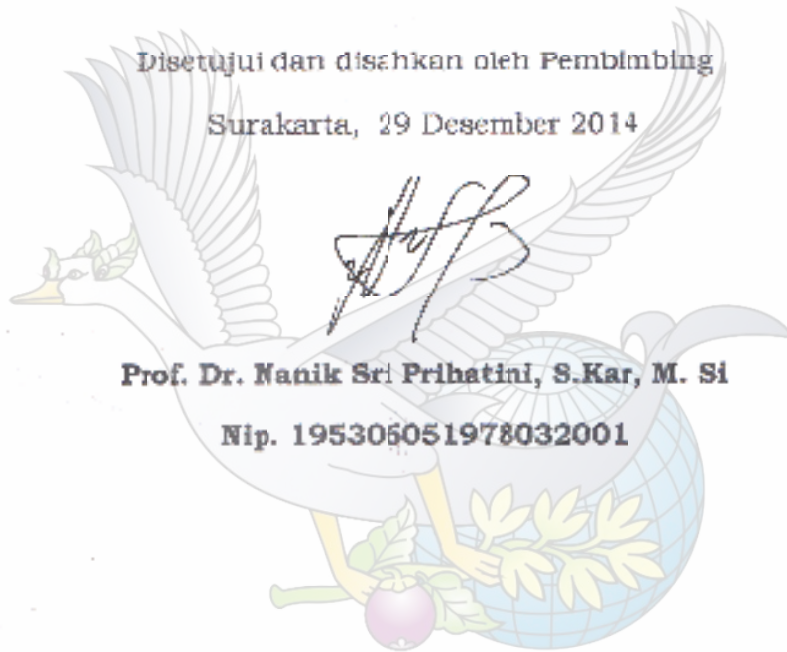 Disetujui dan disahkan oleh Pembimbing
Surakarta, 29 Desember 2014
Prof. Dr. Nanik Sri Prihatini, S.Kar, M. Si
Nip. 195306051978032001